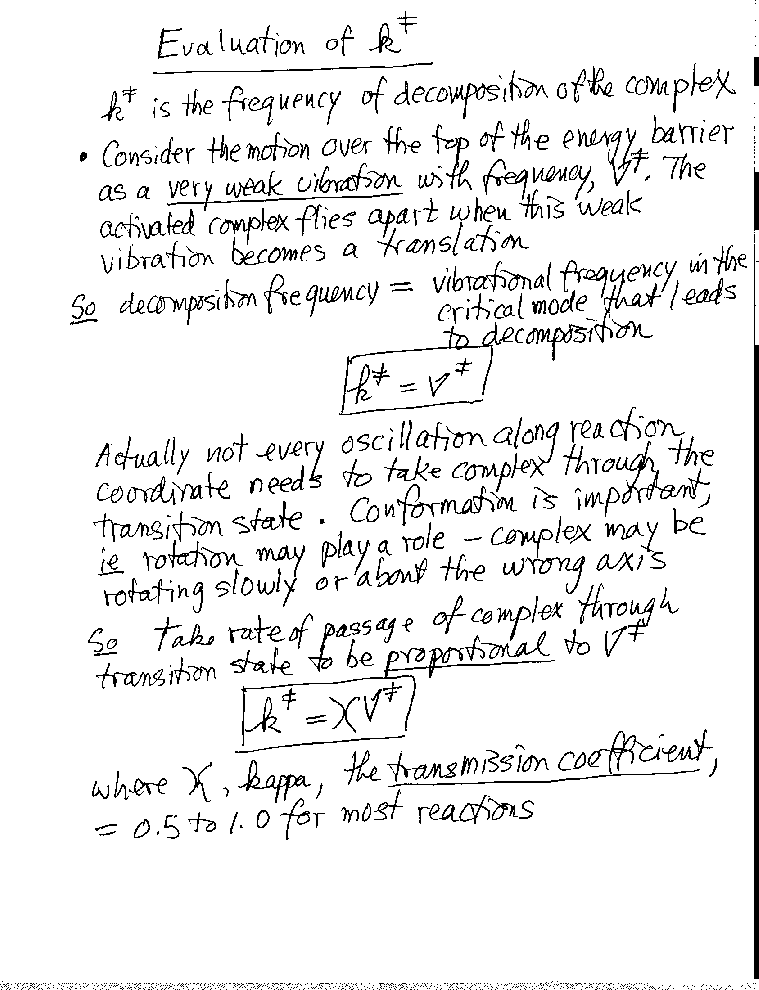 Evaluation of k‡
k‡ is the frequency of decomposition of the complex
• Consider the motion over the top of the energy barrier
as a very weak vibration with frequency, ν‡. The
activated complex flies apart when this weak
vibration becomes a translation
So decomposition frequency = vibrational frequency in the
critical mode that leads
to decomposition
k‡ = ν‡
Actually not every oscillation along reaction
coordinate needs to take complex through the
transition state. Conformation is important,
ie rotation may play a role – complex may be
rotating slowly or about the wrong axis
So Take rate of passage of complex through
transition state to be proportional to ν‡
k‡ = χν‡
where χ, kappa, the transmission coefficient,
= 0.5 to 1.0 for most reactions